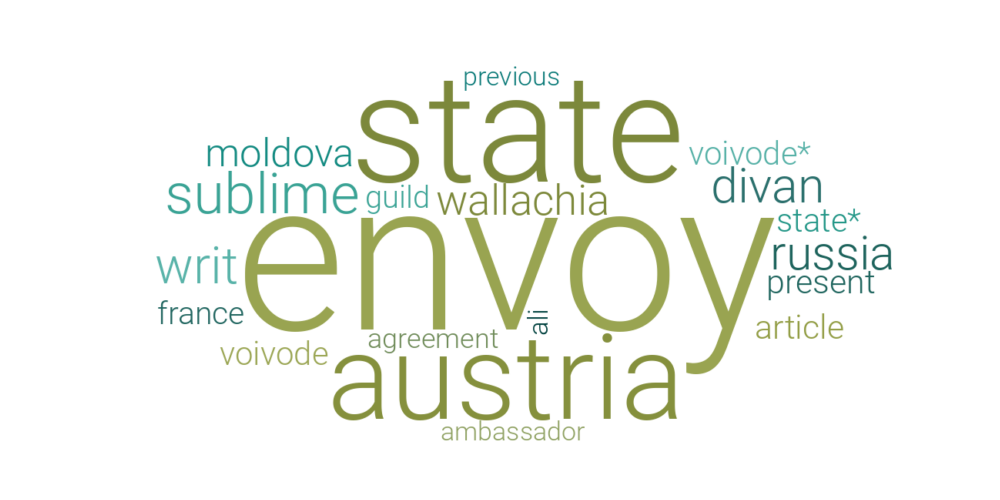 previous
state
moldova
voivode*
sublime
guild
wallachia
divan
state*
envoy
writ
russia
present
france
ali
article
agreement
voivode
austria
ambassador